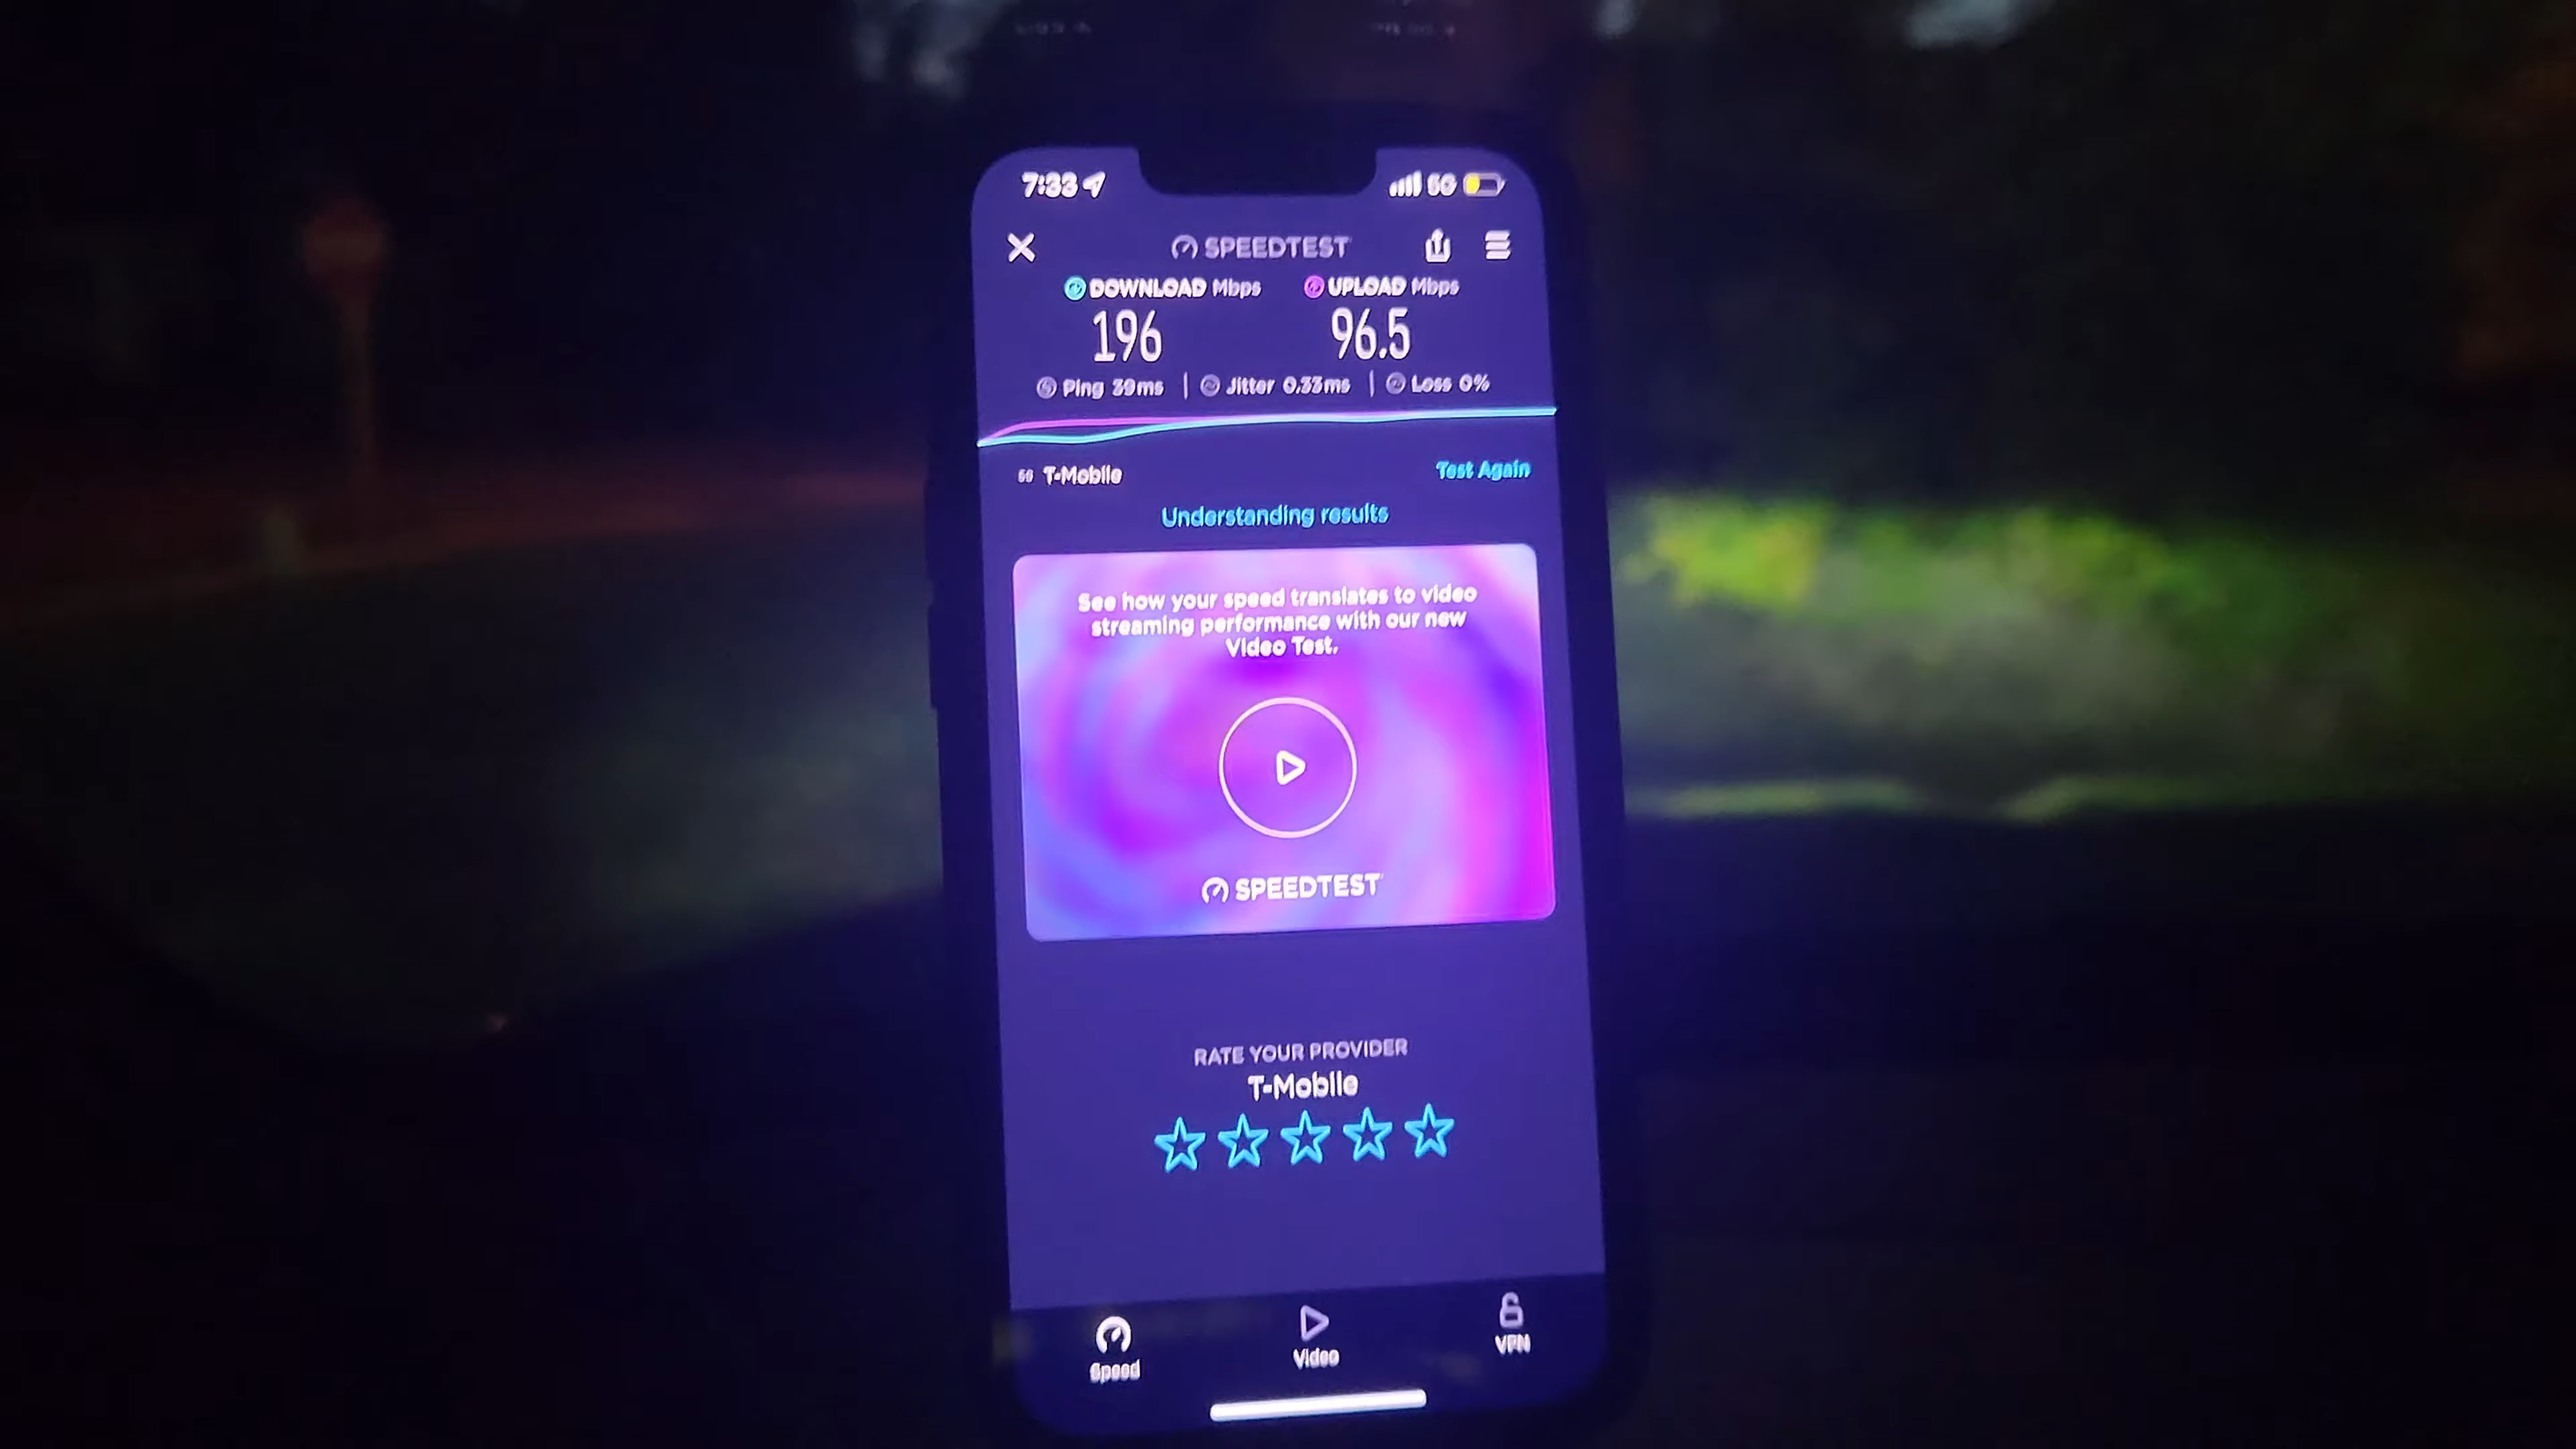 7:33 5G
SPEEDTEST
DOWNLOAD Mbps UPLOAD Mbps
196 96.5
Ping 39ms | Jitter 0.33ms | Loss 0%
5G T-Mobile Test Again
Understanding results
See how your speed translates to video
streaming performance with our new
Video Test.
SPEEDTEST
RATE YOUR PROVIDER
T-Mobile
Speed Video VPN